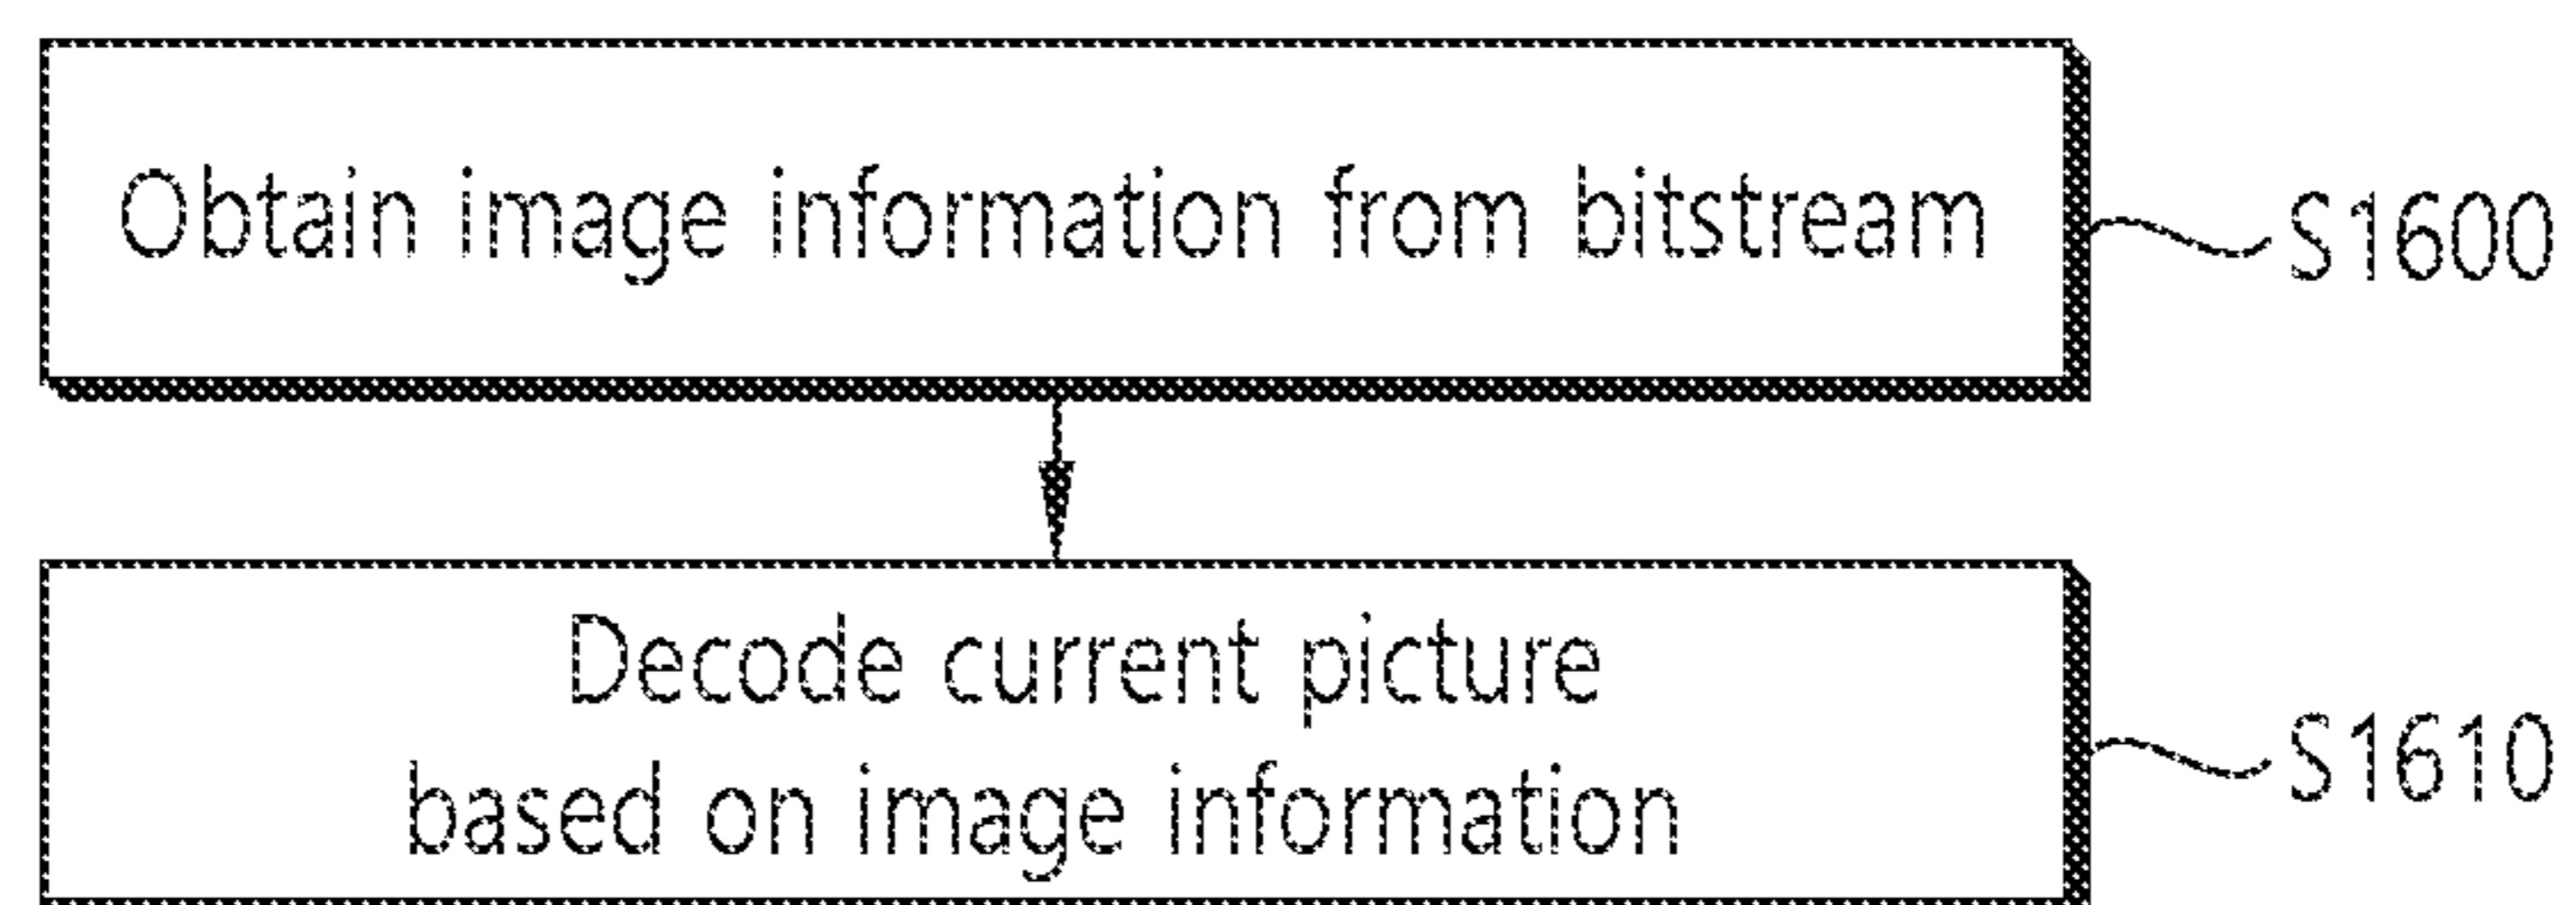 Obtain image information from bitstream
S1600
Decode current picture
based on image information
S1610